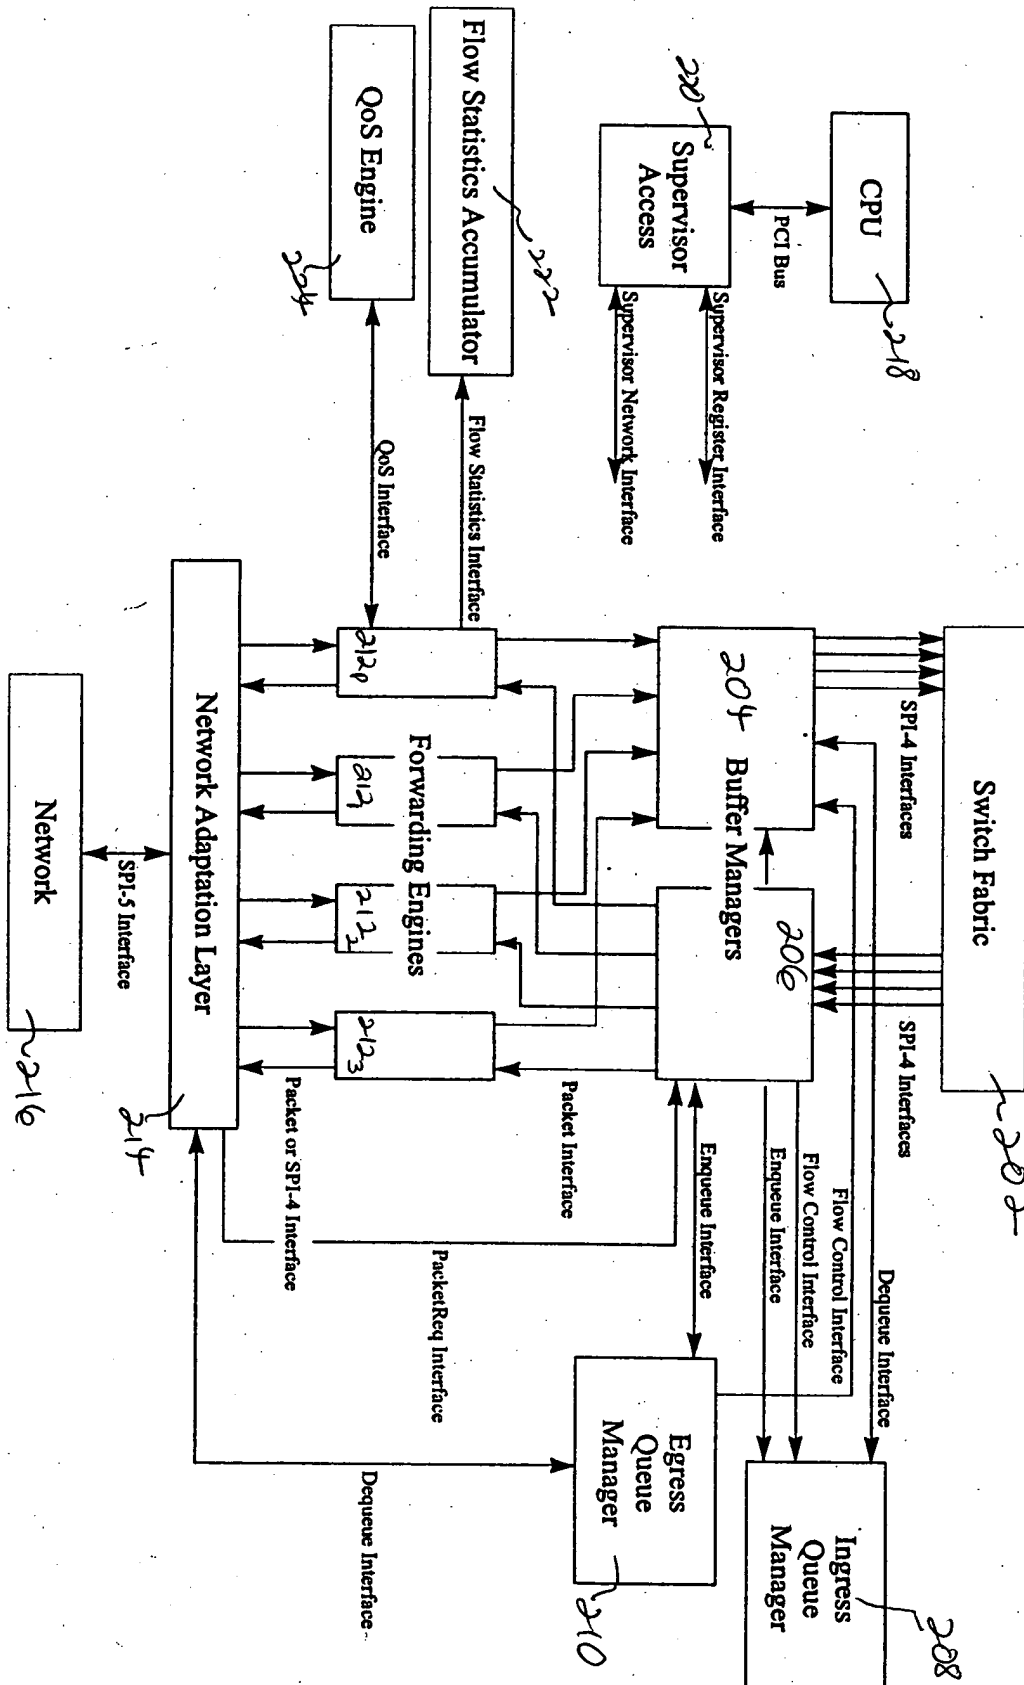 Switch Fabric
202
218
208
SPI-4 Interfaces
SPI-4 Interfaces
CPU
Dequeue Interface
Flow Control Interface
Flow Control Interface
Enqueue Interface
PCI Bus
Ingress
Queue
Manager
220
Supervisor
Access
Supervisor Register Interface
Supervisor Network Interface
204
206
Buffer Managers
Enqueue Interface
Egress
Queue
Manager
210
222
Flow Statistics Accumulator
Flow Statistics Interface
Packet Interface
QoS Engine
224
QoS Interface
Forwarding Engines
212₀
212₁
212₂
212₃
PacketReq Interface
Packet or SPI-4 Interface
Dequeue Interface
Network Adaptation Layer
214
SPI-5 Interface
Network
216